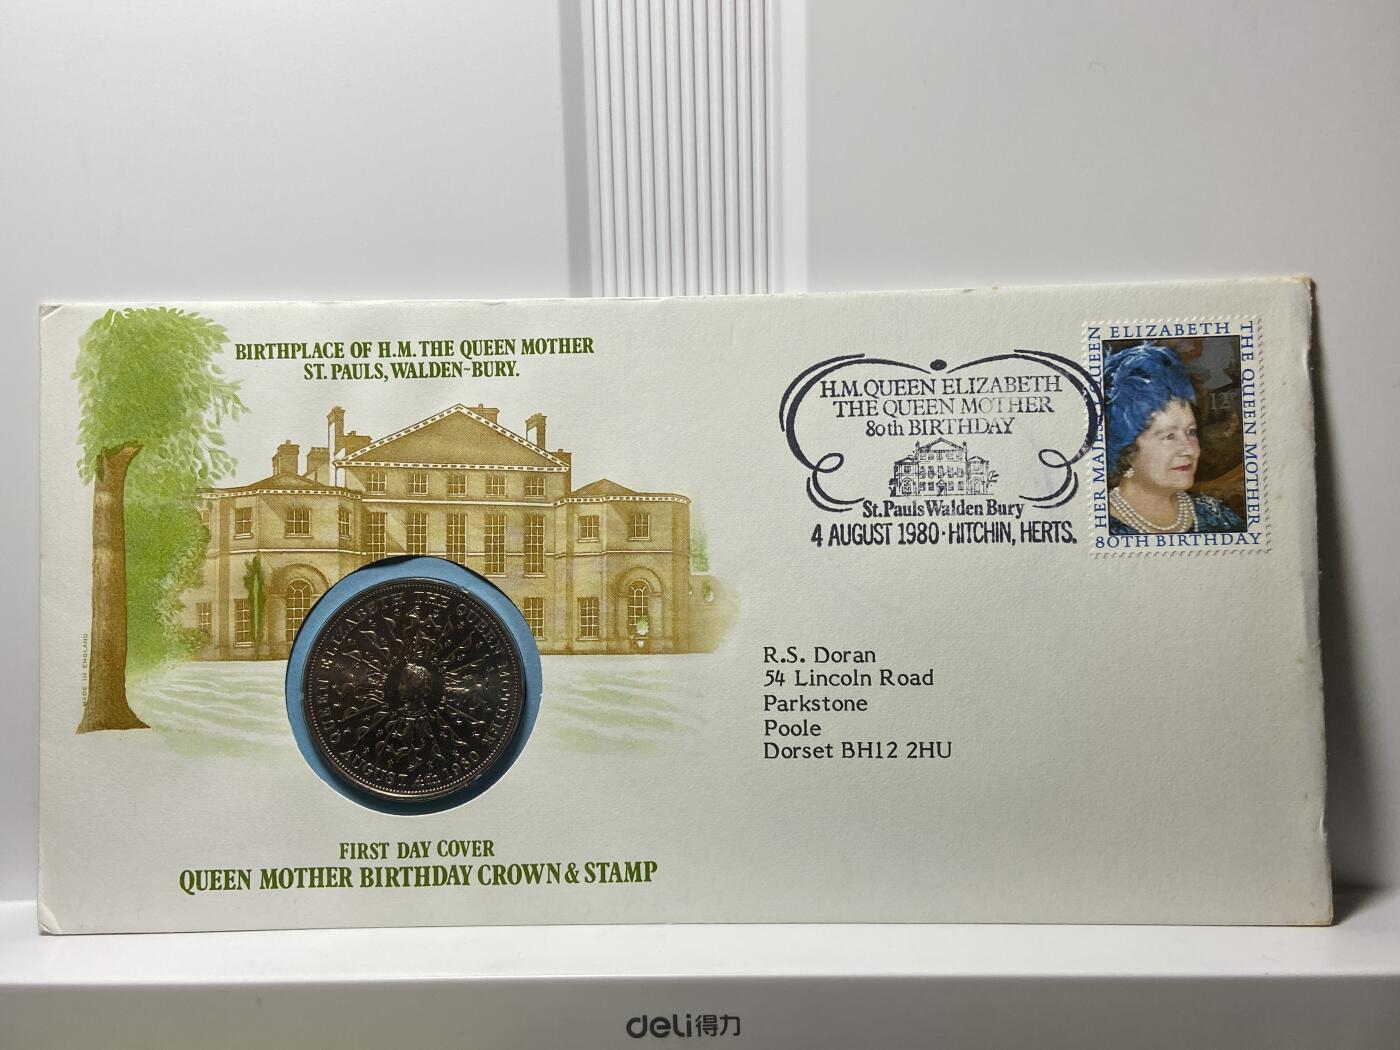 BIRTHPLACE OF H.M. THE QUEEN MOTHER
ST. PAULS, WALDEN~BURY.
MADE IN ENGLAND
QUEEN ELIZABETH THE QUEEN MOTHER
AUGUST 4th 1980
FIRST DAY COVER
QUEEN MOTHER BIRTHDAY CROWN & STAMP
H.M. QUEEN ELIZABETH
THE QUEEN MOTHER
80th BIRTHDAY
St. Pauls Walden Bury
4 AUGUST 1980 · HITCHIN, HERTS.
HER MAJESTY QUEEN ELIZABETH THE QUEEN MOTHER
80TH BIRTHDAY
12P
R.S. Doran
54 Lincoln Road
Parkstone
Poole
Dorset BH12 2HU
deli得力